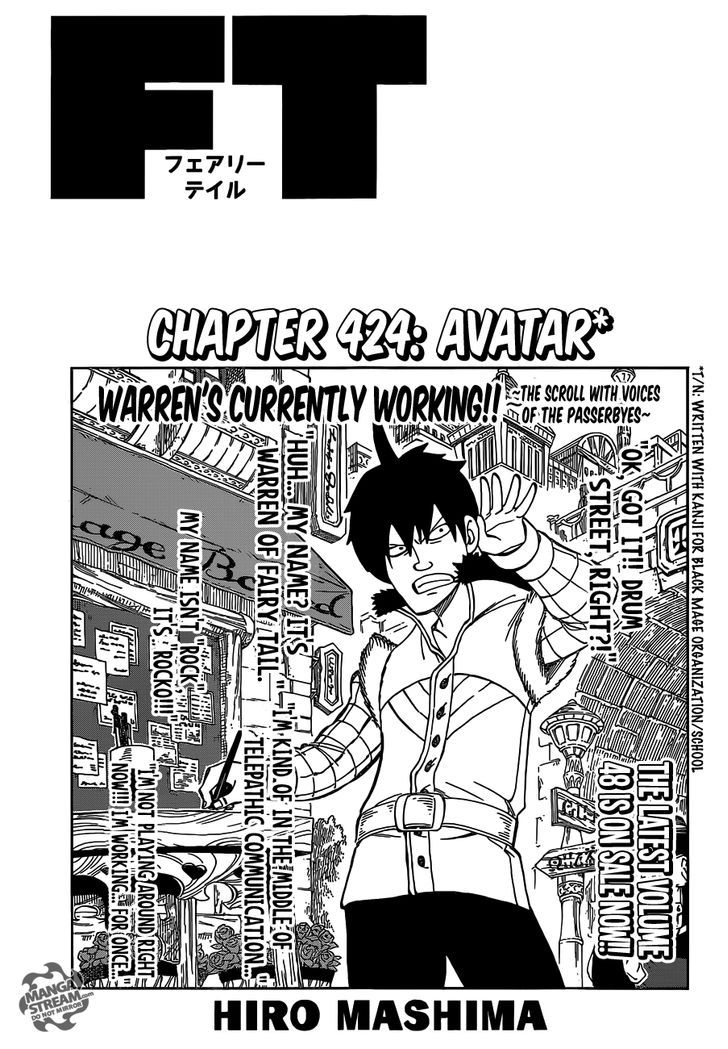 FT
フェアリー
テイル
CHAPTER 424: AVATAR*
*T/N: WRITTEN WITH KANJI FOR BLACK MAGE ORGANIZATION/SCHOOL
WARREN'S CURRENTLY WORKING!!
~THE SCROLL WITH VOICES
OF THE PASSERBYES~
"OK, GOT IT!! DRUM
STREET, RIGHT?!"
"HUH... MY NAME? IT'S
WARREN OF FAIRY TAIL.
"I'M KIND OF IN THE MIDDLE OF
TELEPATHIC COMMUNICATION..."
MY NAME ISN'T "ROCK,"
IT'S "ROCKO!!!
"I'M NOT PLAYING AROUND RIGHT
NOW!!! I'M WORKING... FOR ONCE."
THE LATEST VOLUME
48 IS ON SALE NOW!!
MANGA
STREAM.com
DO NOT MIRROR
HIRO MASHIMA